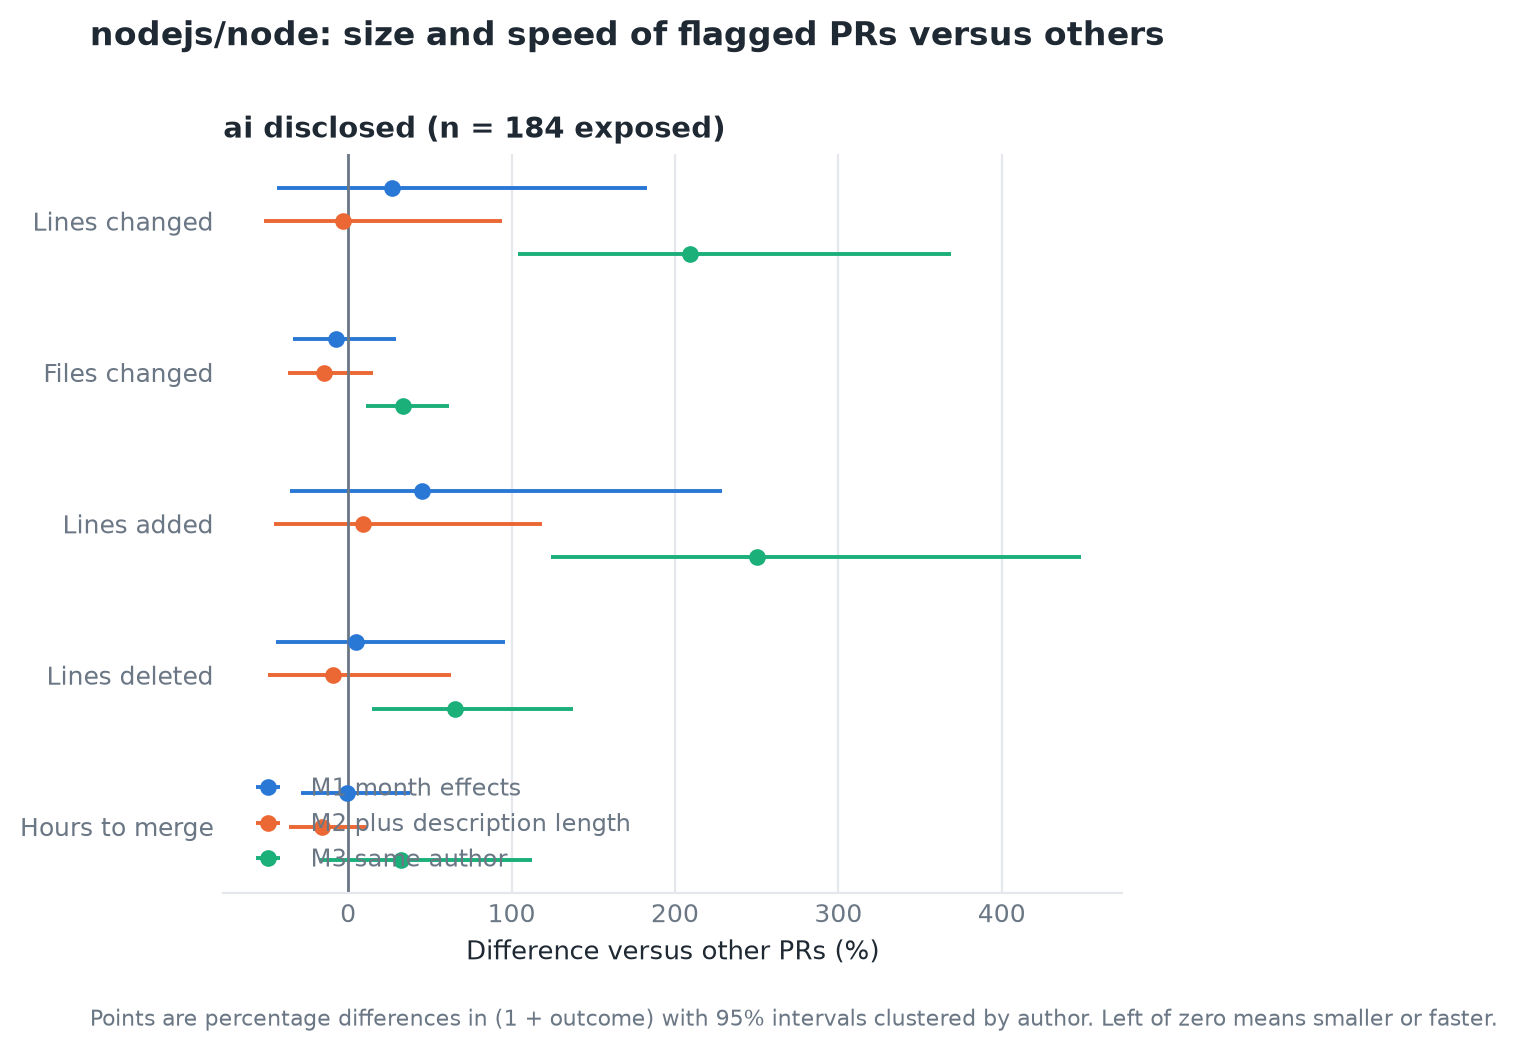 nodejs/node: size and speed of flagged PRs versus others
ai disclosed (n = 184 exposed)
Lines changed
Files changed
Lines added
Lines deleted
Hours to merge
M1 month effects
M2 plus description length
M3 same author
0 100 200 300 400
Difference versus other PRs (%)
Points are percentage differences in (1 + outcome) with 95% intervals clustered by author. Left of zero means smaller or faster.